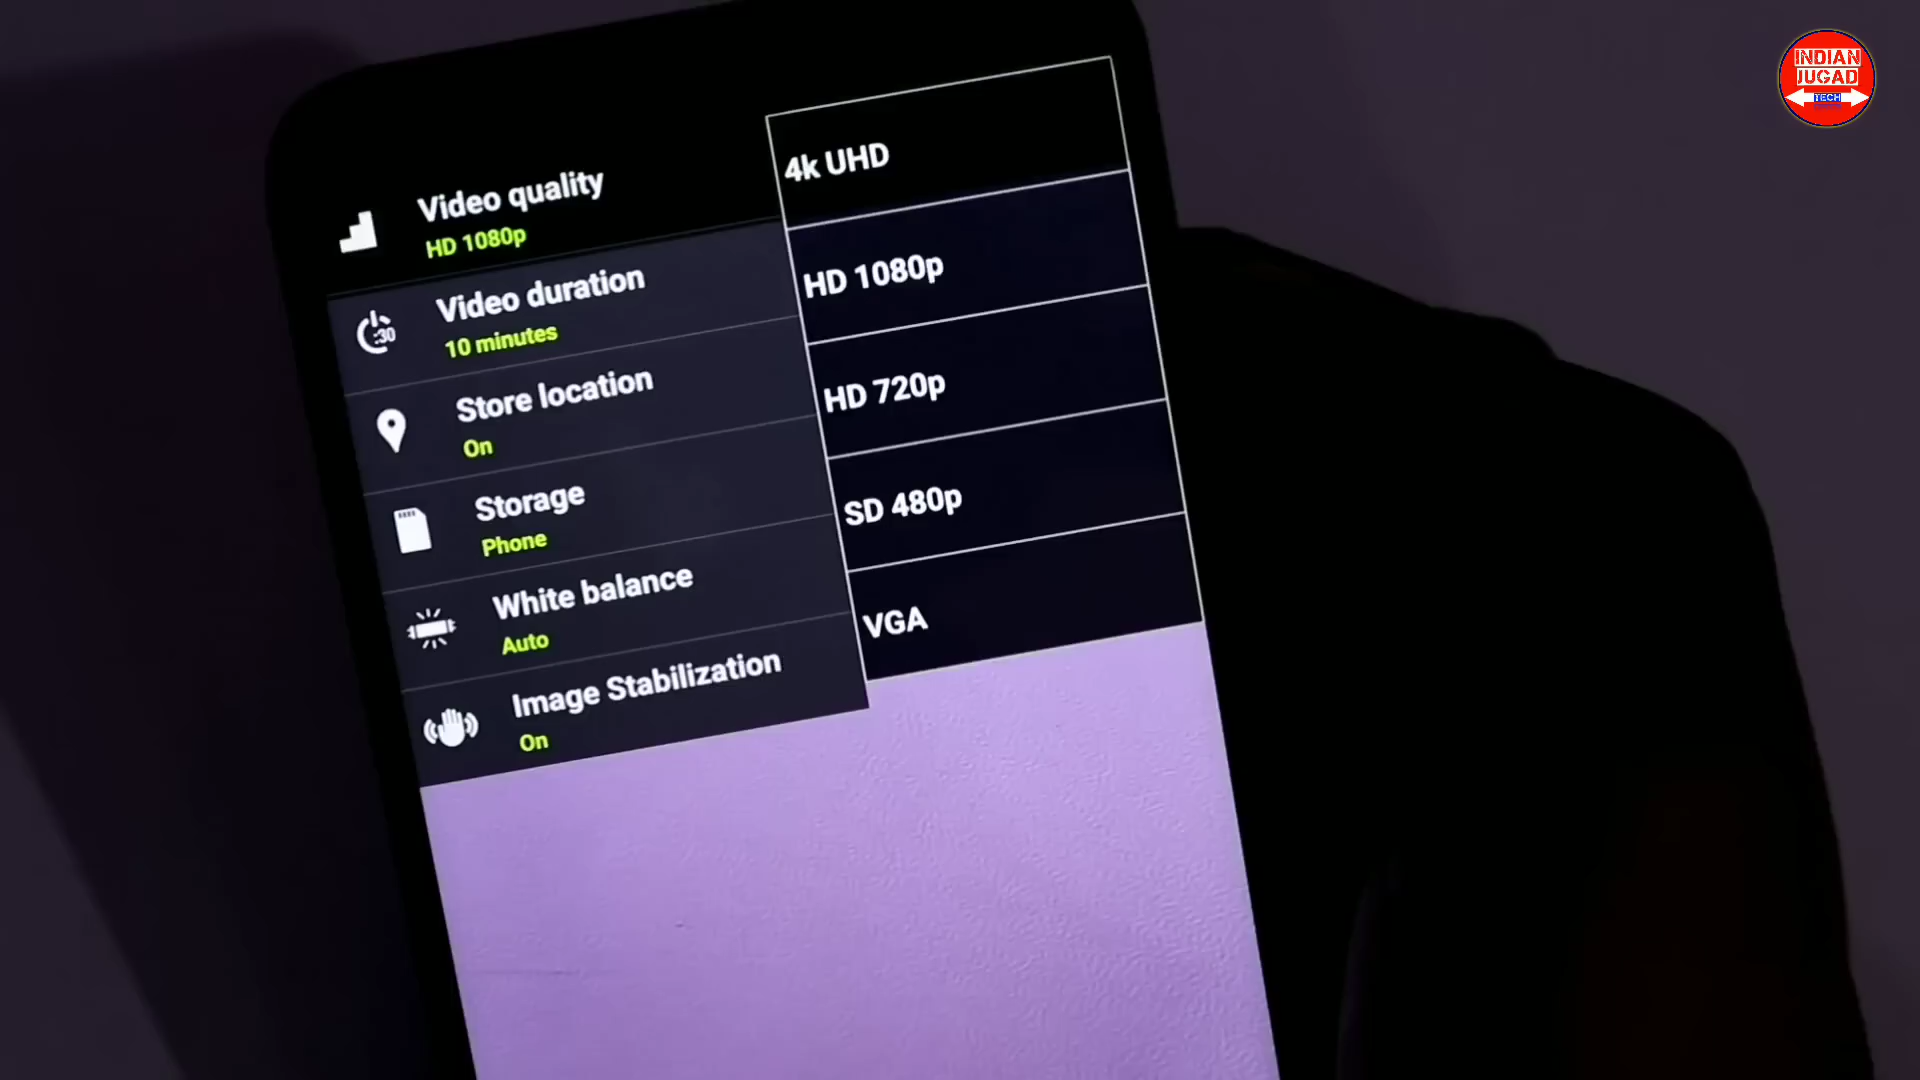 Video quality
HD 1080p
Video duration
10 minutes
:30
Store location
On
Storage
Phone
White balance
Auto
Image Stabilization
On
4k UHD
HD 1080p
HD 720p
SD 480p
VGA
INDIAN
JUGAD
TECH